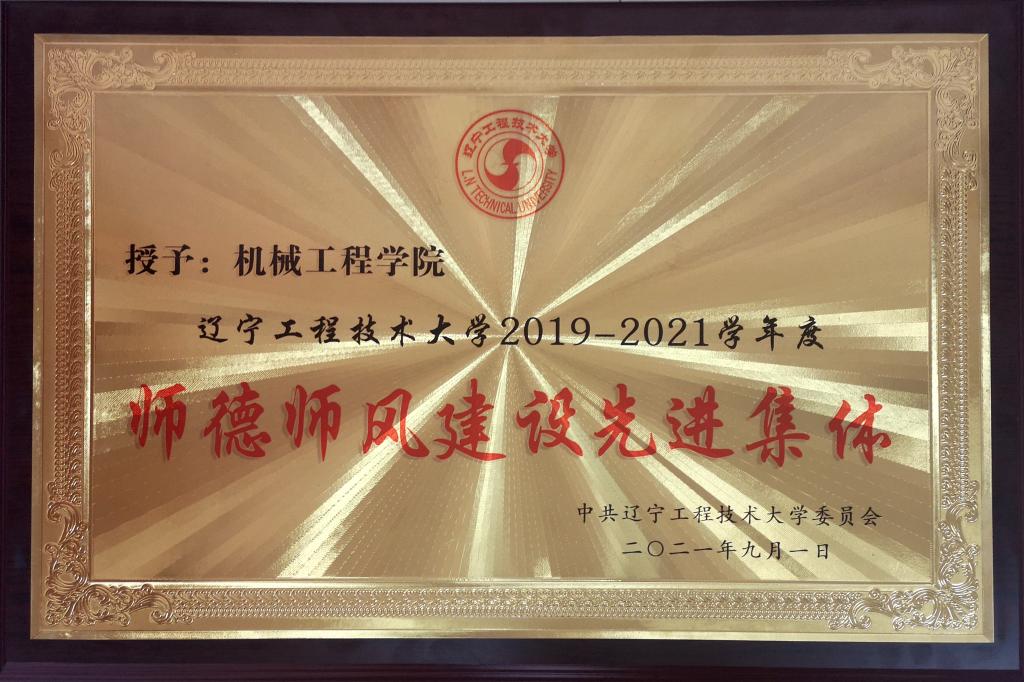 辽宁工程技术大学
L.N TECHNICAL UNIVERSITY
授予：机械工程学院
辽宁工程技术大学2019-2021学年度
师德师风建设先进集体
中共辽宁工程技术大学委员会
二〇二一年九月一日